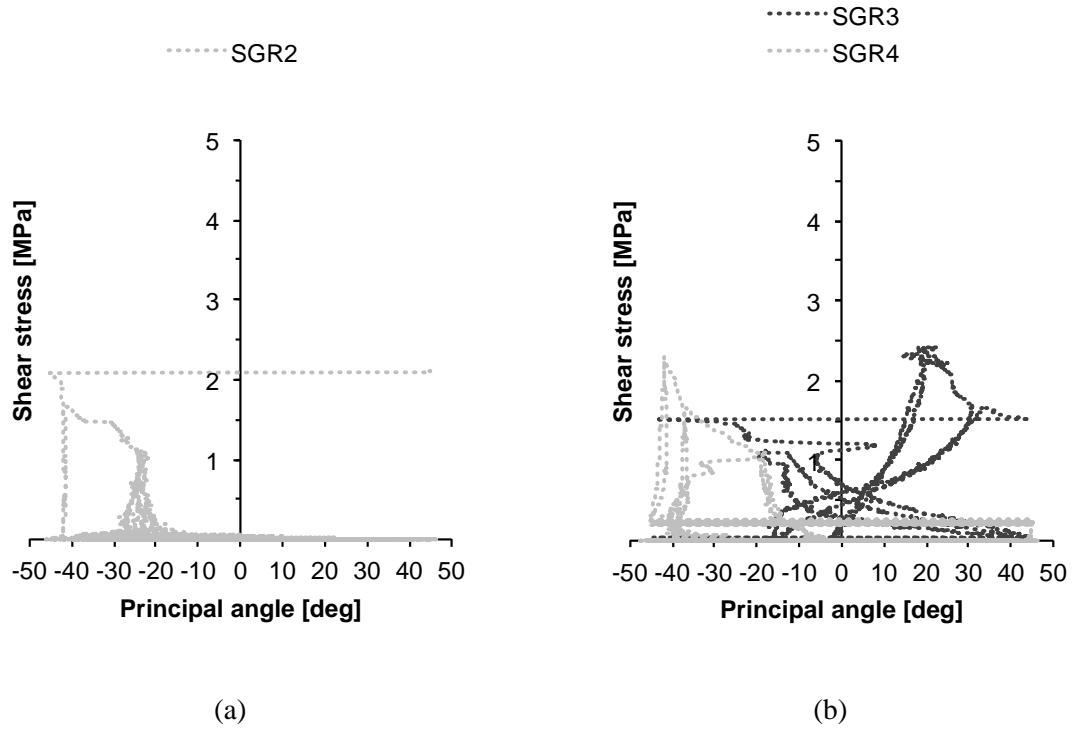 SGR2
5
4
3
2
1
Shear stress [MPa]
-50 -40 -30 -20 -10 0 10 20 30 40 50
Principal angle [deg]
(a)
SGR3
SGR4
5
4
3
2
1
Shear stress [MPa]
-50 -40 -30 -20 -10 0 10 20 30 40 50
Principal angle [deg]
(b)